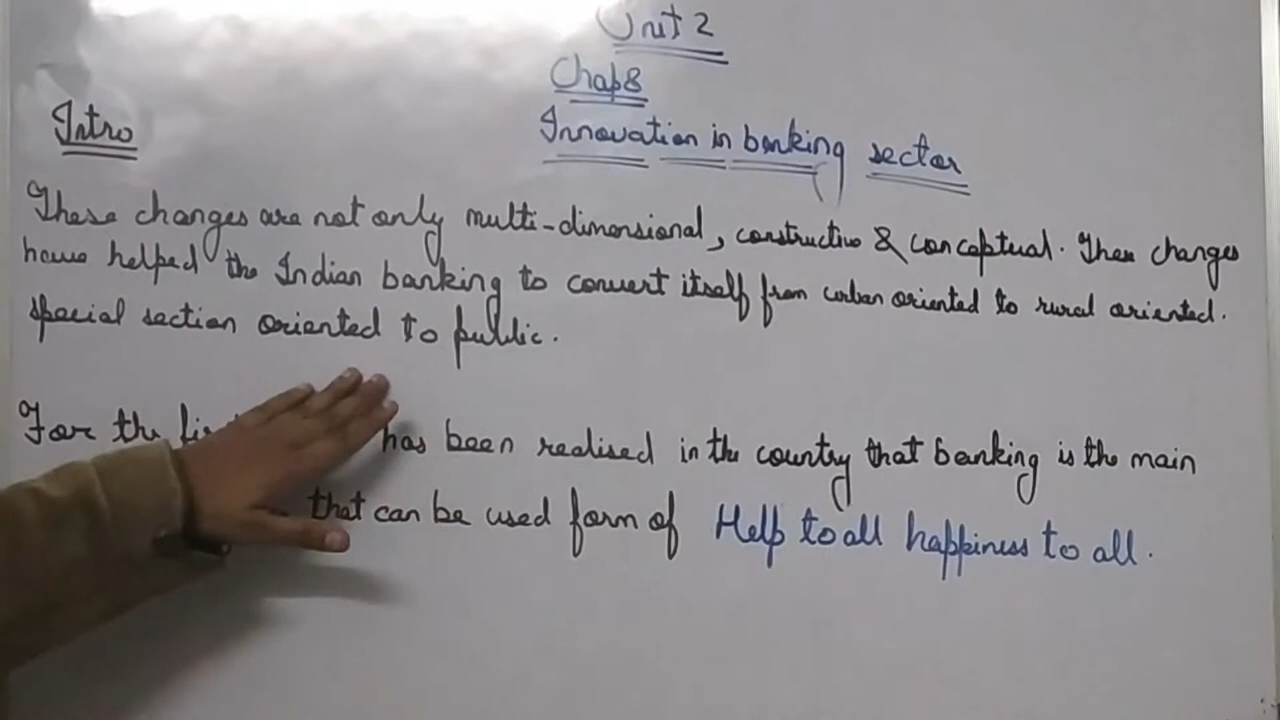 Unit 2
Chap 8
Intro
Innovation in banking sector
These changes are not only multi-dimensional, constructive & conceptual. These changes
have helped the Indian banking to convert itself from urban oriented to rural oriented.
special section oriented to public.
For the has been realised in the country that banking is the main
that can be used form of Help to all happiness to all.